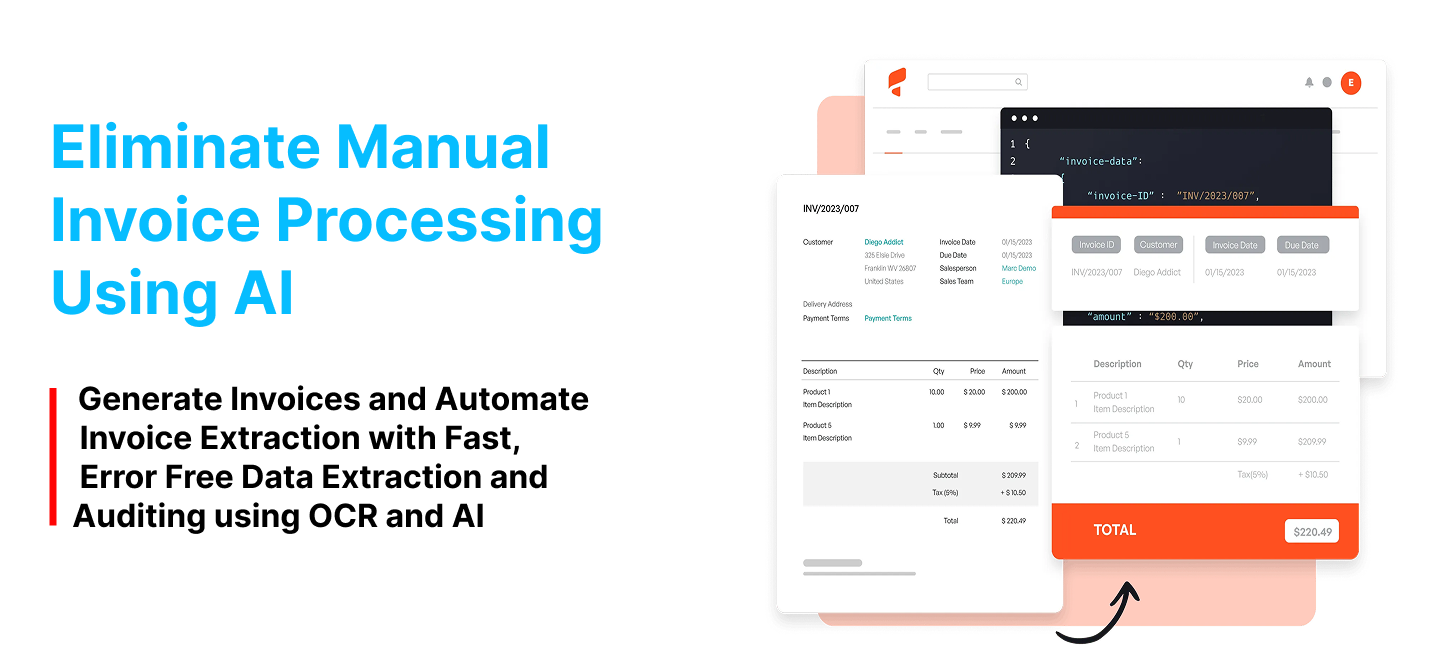 Eliminate Manual
Invoice Processing
Using AI
Generate Invoices and Automate
Invoice Extraction with Fast,
Error Free Data Extraction and
Auditing using OCR and AI
E
1 {
2 "invoice-data":
{
"invoice-ID" : "INV/2023/007",
"amount" : "$200.00",
INV/2023/007
Customer Diego Addict Invoice Date 01/15/2023
325 Elsie Drive Due Date 01/15/2023
Franklin WV 26807 Salesperson Marc Demo
United States Sales Team Europe
Delivery Address
Payment Terms Payment Terms
Description Qty Price Amount
Product 1 10.00 $ 20.00 $ 200.00
Item Description
Product 5 1.00 $ 9.99 $ 9.99
Item Description
Subtotal $ 209.99
Tax (5%) + $ 10.50
Total $ 220.49
Invoice ID Customer Invoice Date Due Date
INV/2023/007 Diego Addict 01/15/2023 01/15/2023
Description Qty Price Amount
1 Product 1 10 $20.00 $200.00
Item Description
2 Product 5 1 $9.99 $209.99
Item Description
Tax(5%) + $10.50
TOTAL $220.49